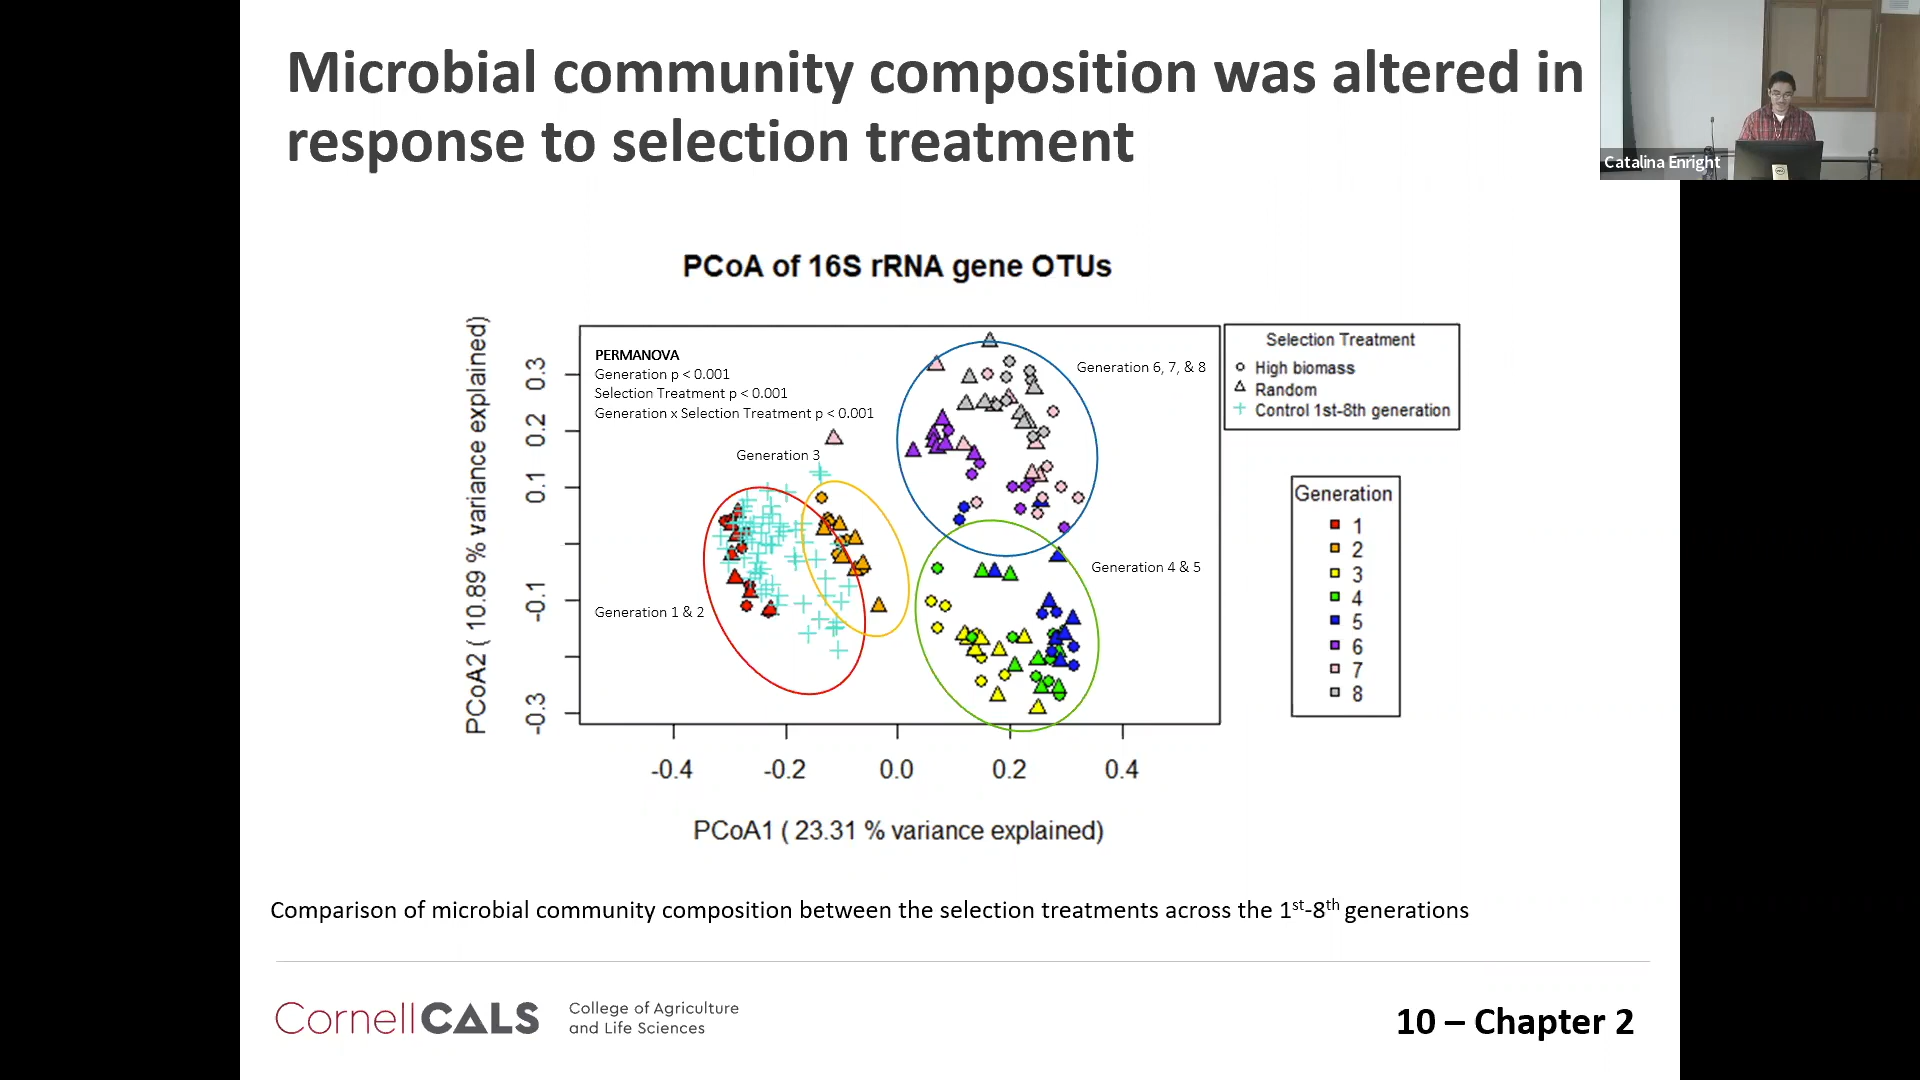 Microbial community composition was altered in
response to selection treatment
Catalina Enright
PCoA of 16S rRNA gene OTUs
PERMANOVA
Generation p < 0.001
Selection Treatment p < 0.001
Generation x Selection Treatment p < 0.001
Generation 3
Generation 1 & 2
Generation 6, 7, & 8
Generation 4 & 5
Selection Treatment
High biomass
Random
Control 1st-8th generation
Generation
1
2
3
4
5
6
7
8
PCoA2 ( 10.89 % variance explained)
0.3
0.2
0.1
-0.1
-0.3
-0.4 -0.2 0.0 0.2 0.4
PCoA1 ( 23.31 % variance explained)
Comparison of microbial community composition between the selection treatments across the 1st-8th generations
CornellCALS
College of Agriculture
and Life Sciences
10 – Chapter 2